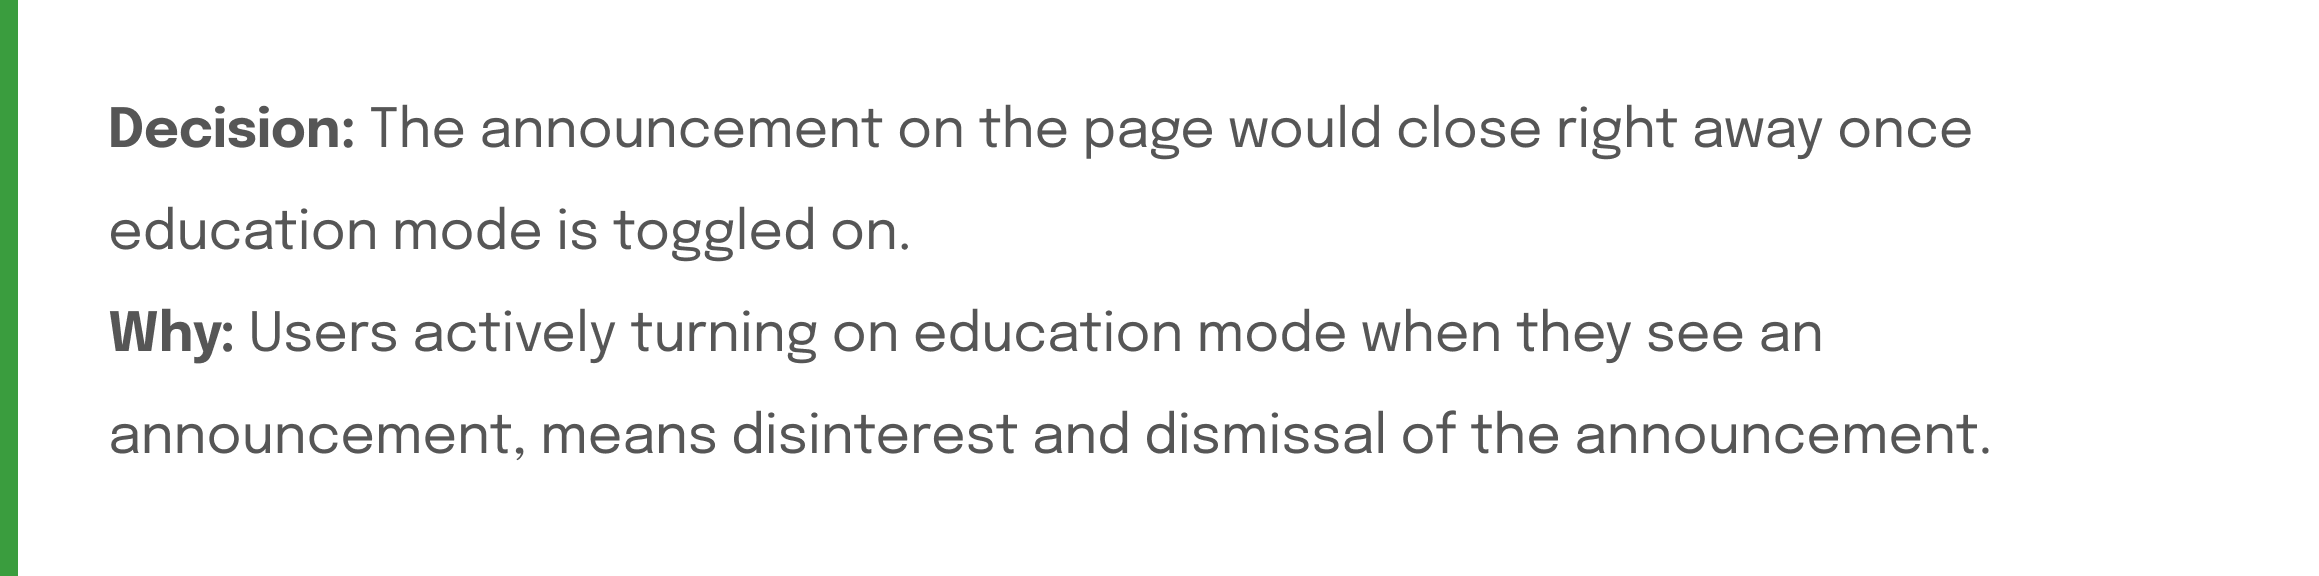 Decision: The announcement on the page would close right away once
education mode is toggled on.
Why: Users actively turning on education mode when they see an
announcement, means disinterest and dismissal of the announcement.